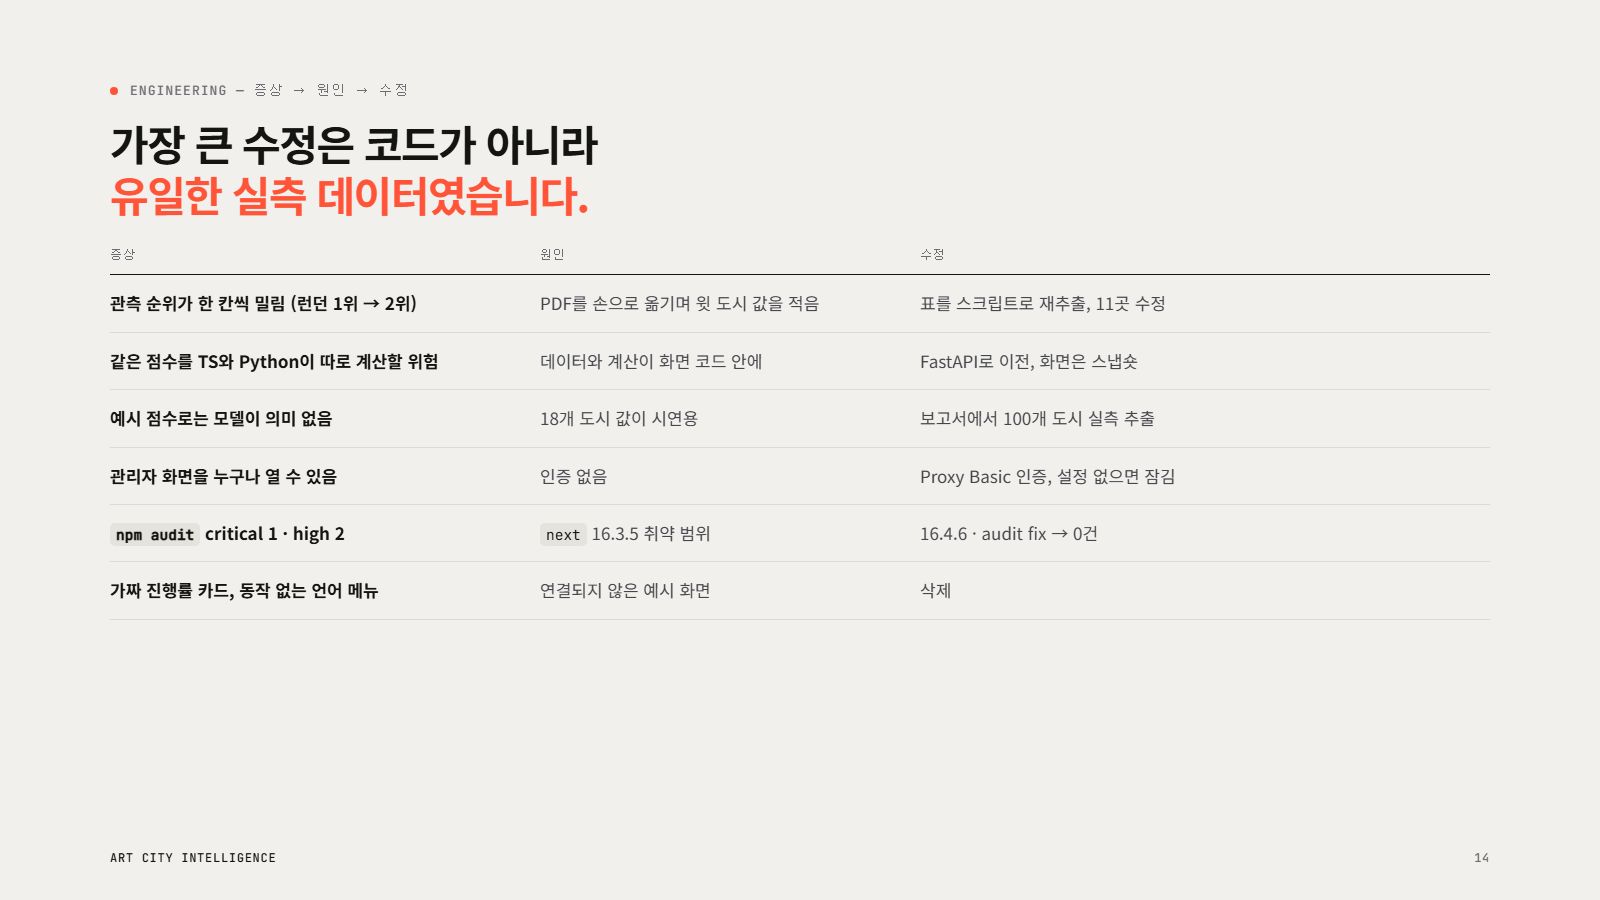 ENGINEERING — 증상 → 원인 → 수정
가장 큰 수정은 코드가 아니라
유일한 실측 데이터였습니다.
증상 원인 수정
관측 순위가 한 칸씩 밀림 (런던 1위 → 2위) PDF를 손으로 옮기며 윗 도시 값을 적음 표를 스크립트로 재추출, 11곳 수정
같은 점수를 TS와 Python이 따로 계산할 위험 데이터와 계산이 화면 코드 안에 FastAPI로 이전, 화면은 스냅숏
예시 점수로는 모델이 의미 없음 18개 도시 값이 시연용 보고서에서 100개 도시 실측 추출
관리자 화면을 누구나 열 수 있음 인증 없음 Proxy Basic 인증, 설정 없으면 잠김
npm audit critical 1 · high 2 next 16.3.5 취약 범위 16.4.6 · audit fix → 0건
가짜 진행률 카드, 동작 없는 언어 메뉴 연결되지 않은 예시 화면 삭제
ART CITY INTELLIGENCE 14